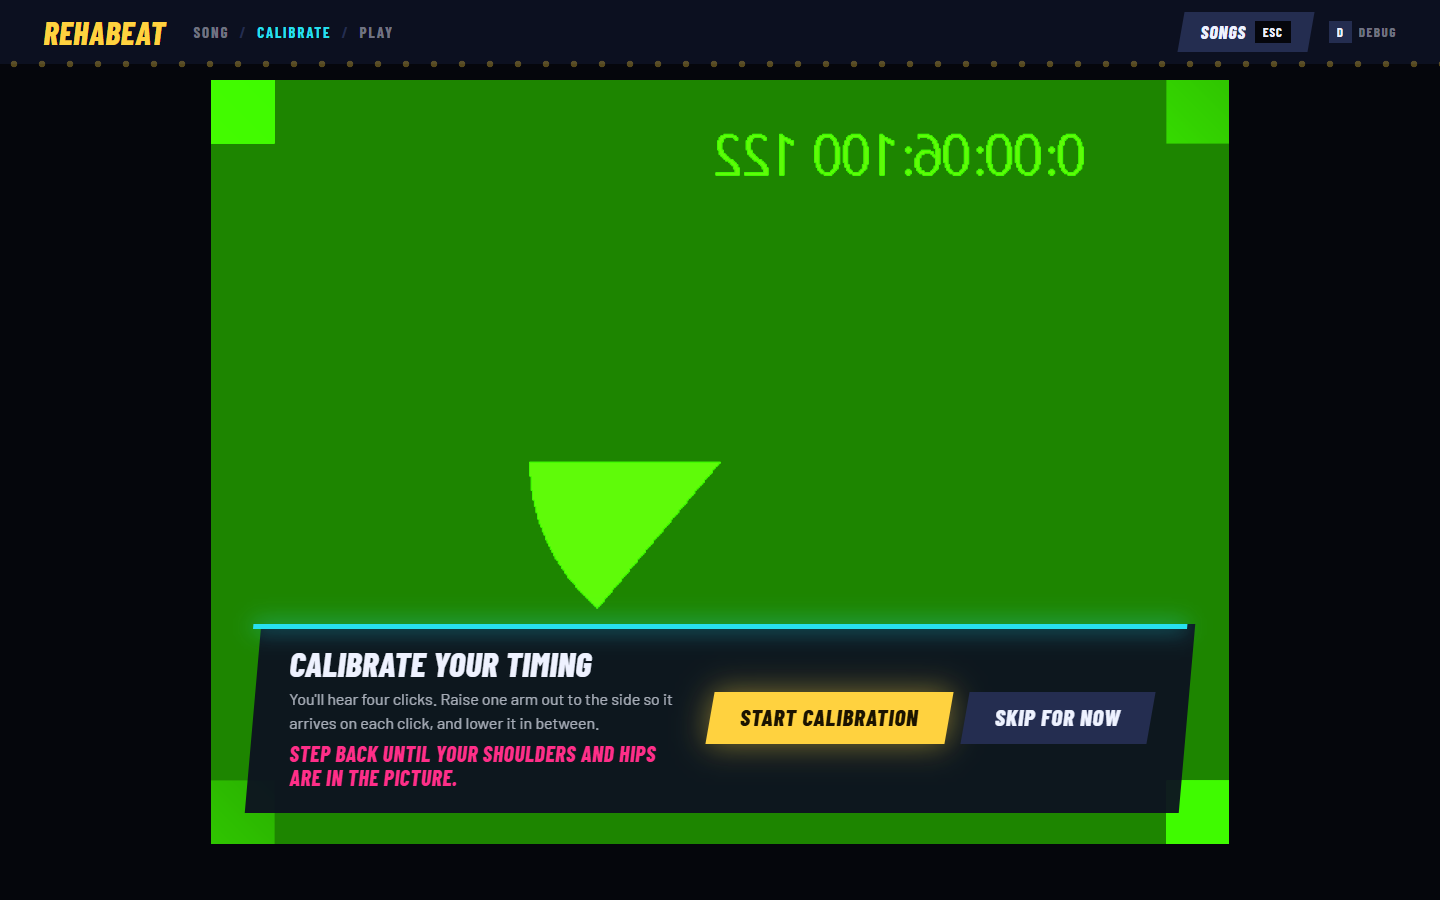 REHABEAT SONG / CALIBRATE / PLAY SONGS ESC D DEBUG
0:00:06:100 122
CALIBRATE YOUR TIMING
You'll hear four clicks. Raise one arm out to the side so it
arrives on each click, and lower it in between.
STEP BACK UNTIL YOUR SHOULDERS AND HIPS
ARE IN THE PICTURE.
START CALIBRATION SKIP FOR NOW